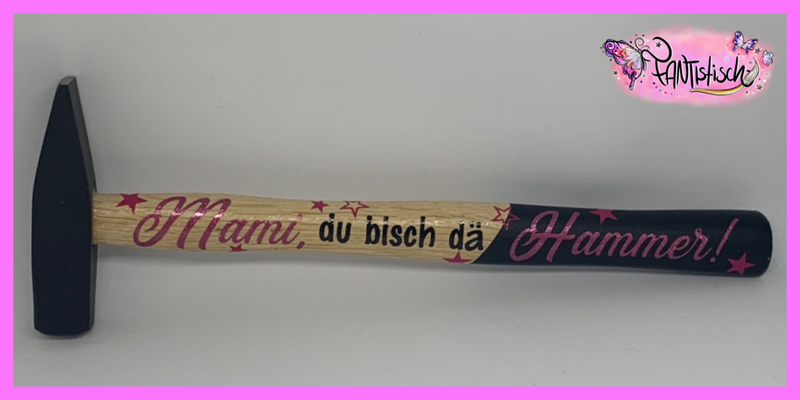 FANTistisch
Mami, du bisch dä Hammer!